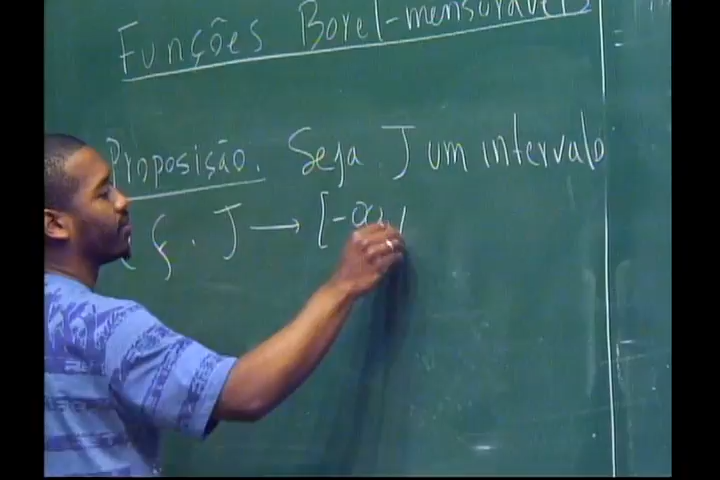 Funções Borel-mensuráveis
Proposição. Seja J um intervalo
f. J → [-∞,